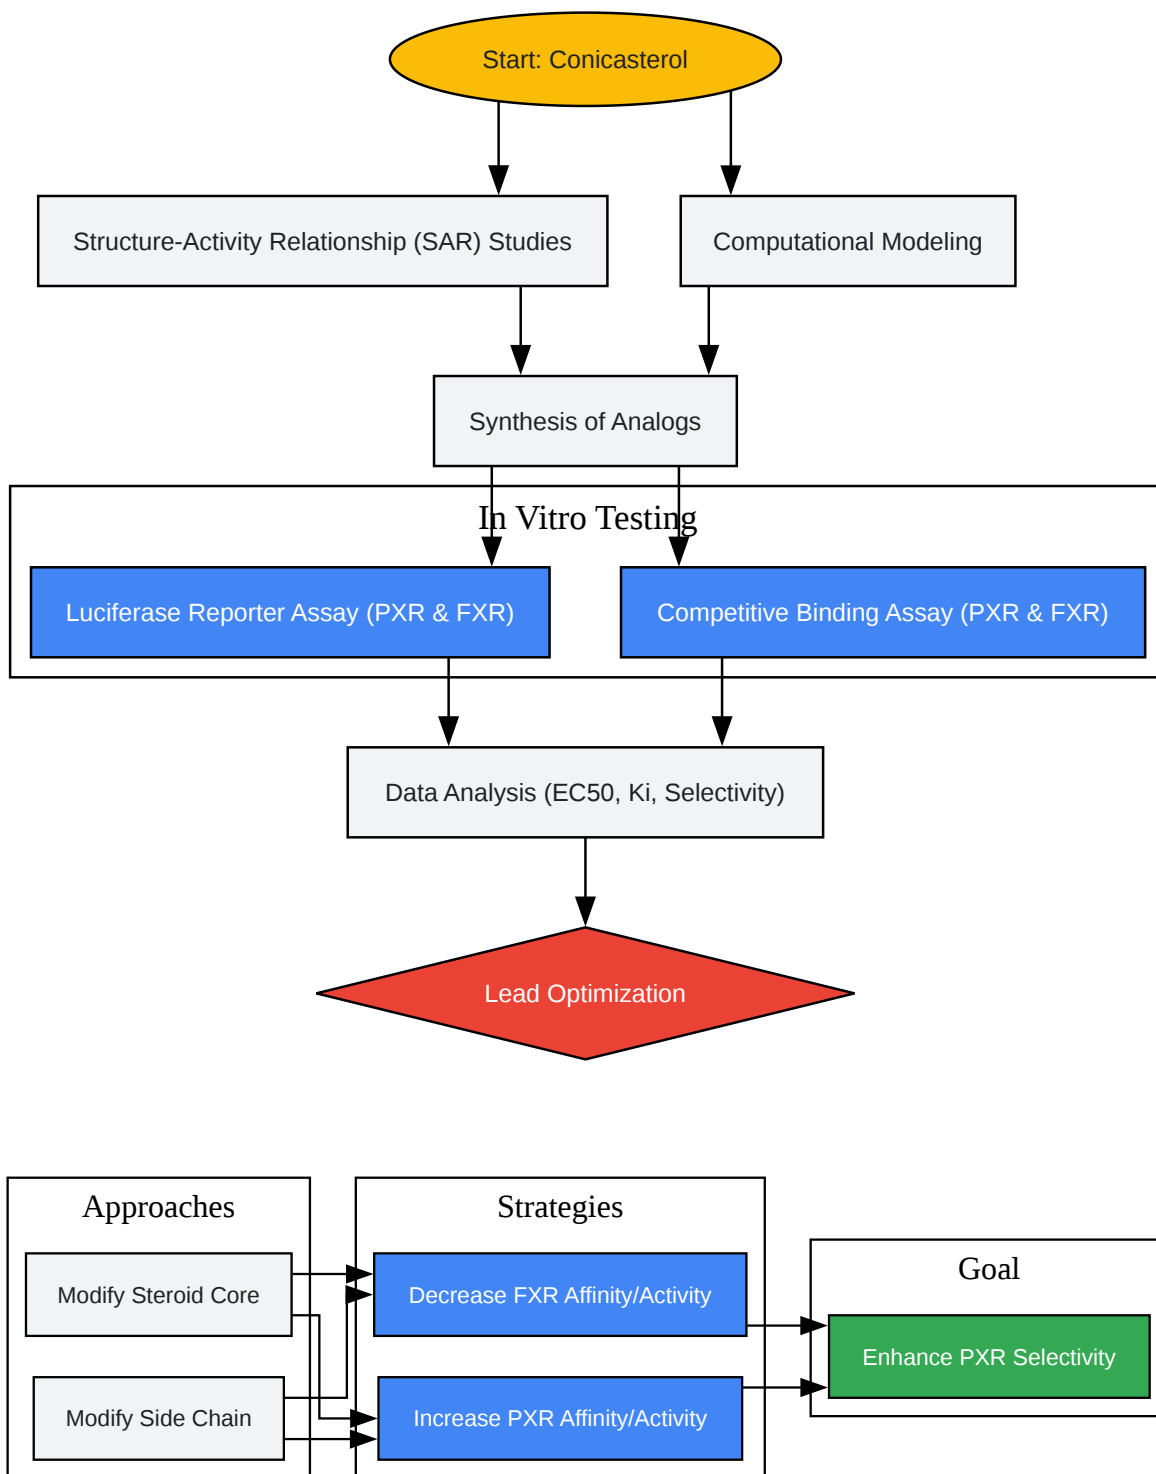 Start: Conicasterol
Structure-Activity Relationship (SAR) Studies
Computational Modeling
Synthesis of Analogs
In Vitro Testing
Luciferase Reporter Assay (PXR & FXR)
Competitive Binding Assay (PXR & FXR)
Data Analysis (EC50, Ki, Selectivity)
Lead Optimization
Approaches
Modify Steroid Core
Modify Side Chain
Strategies
Decrease FXR Affinity/Activity
Increase PXR Affinity/Activity
Goal
Enhance PXR Selectivity